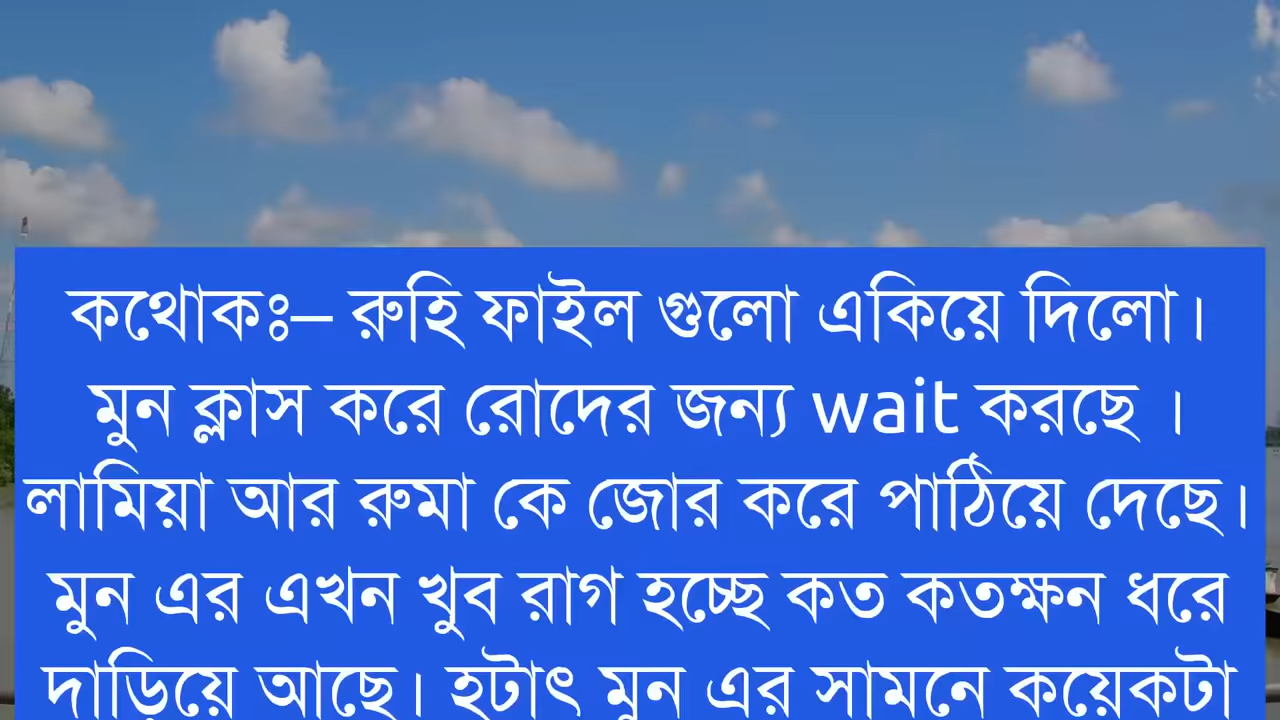 কথোকঃ– রুহি ফাইল গুলো একিয়ে দিলো।
মুন ক্লাস করে রোদের জন্য wait করছে ।
লামিয়া আর রুমা কে জোর করে পাঠিয়ে দেছে।
মুন এর এখন খুব রাগ হচ্ছে কত কতক্ষন ধরে
দাড়িয়ে আছে। হটাৎ মুন এর সামনে কয়েকটা